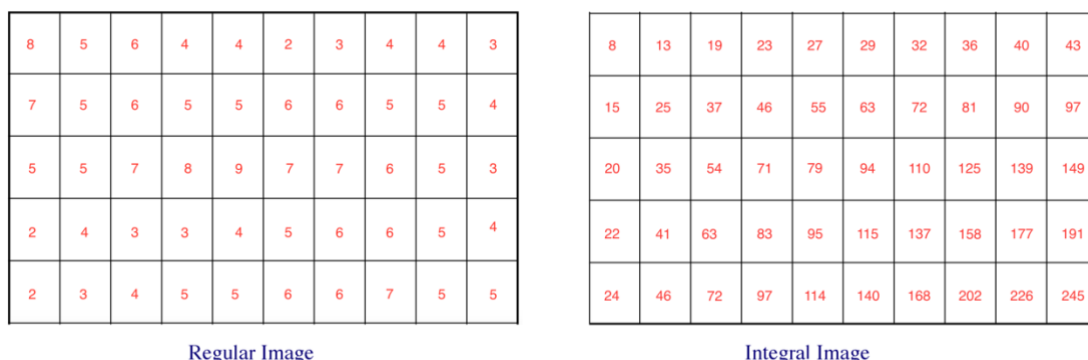 8 5 6 4 4 2 3 4 4 3
7 5 6 5 5 6 6 5 5 4
5 5 7 8 9 7 7 6 5 3
2 4 3 3 4 5 6 6 5 4
2 3 4 5 5 6 6 7 5 5
Regular Image
8 13 19 23 27 29 32 36 40 43
15 25 37 46 55 63 72 81 90 97
20 35 54 71 79 94 110 125 139 149
22 41 63 83 95 115 137 158 177 191
24 46 72 97 114 140 168 202 226 245
Integral Image